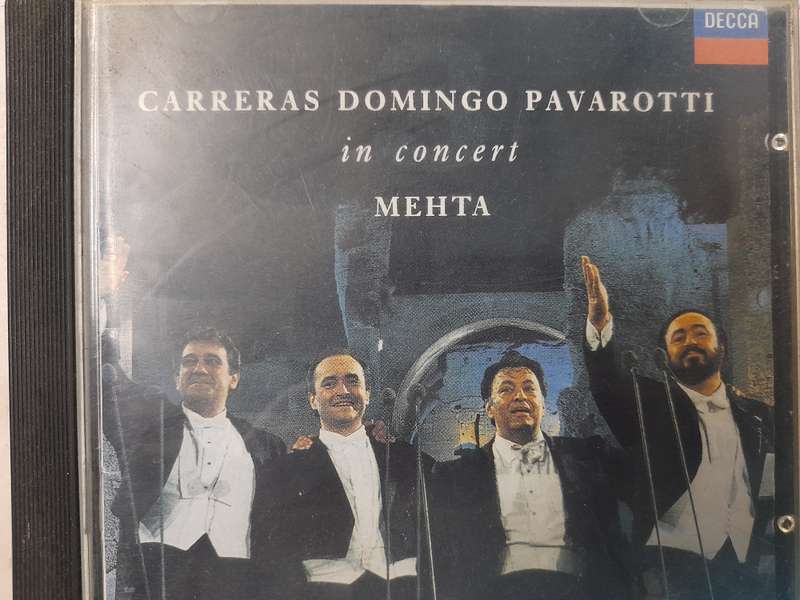 DECCA
CARRERAS DOMINGO PAVAROTTI
in concert
MEHTA